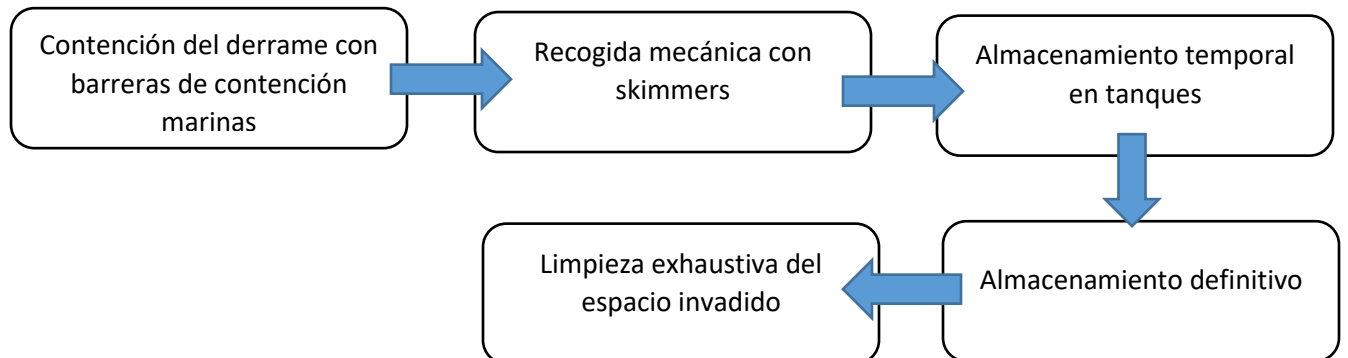 Contención del derrame con
barreras de contención
marinas
Recogida mecánica con
skimmers
Almacenamiento temporal
en tanques
Almacenamiento definitivo
Limpieza exhaustiva del
espacio invadido